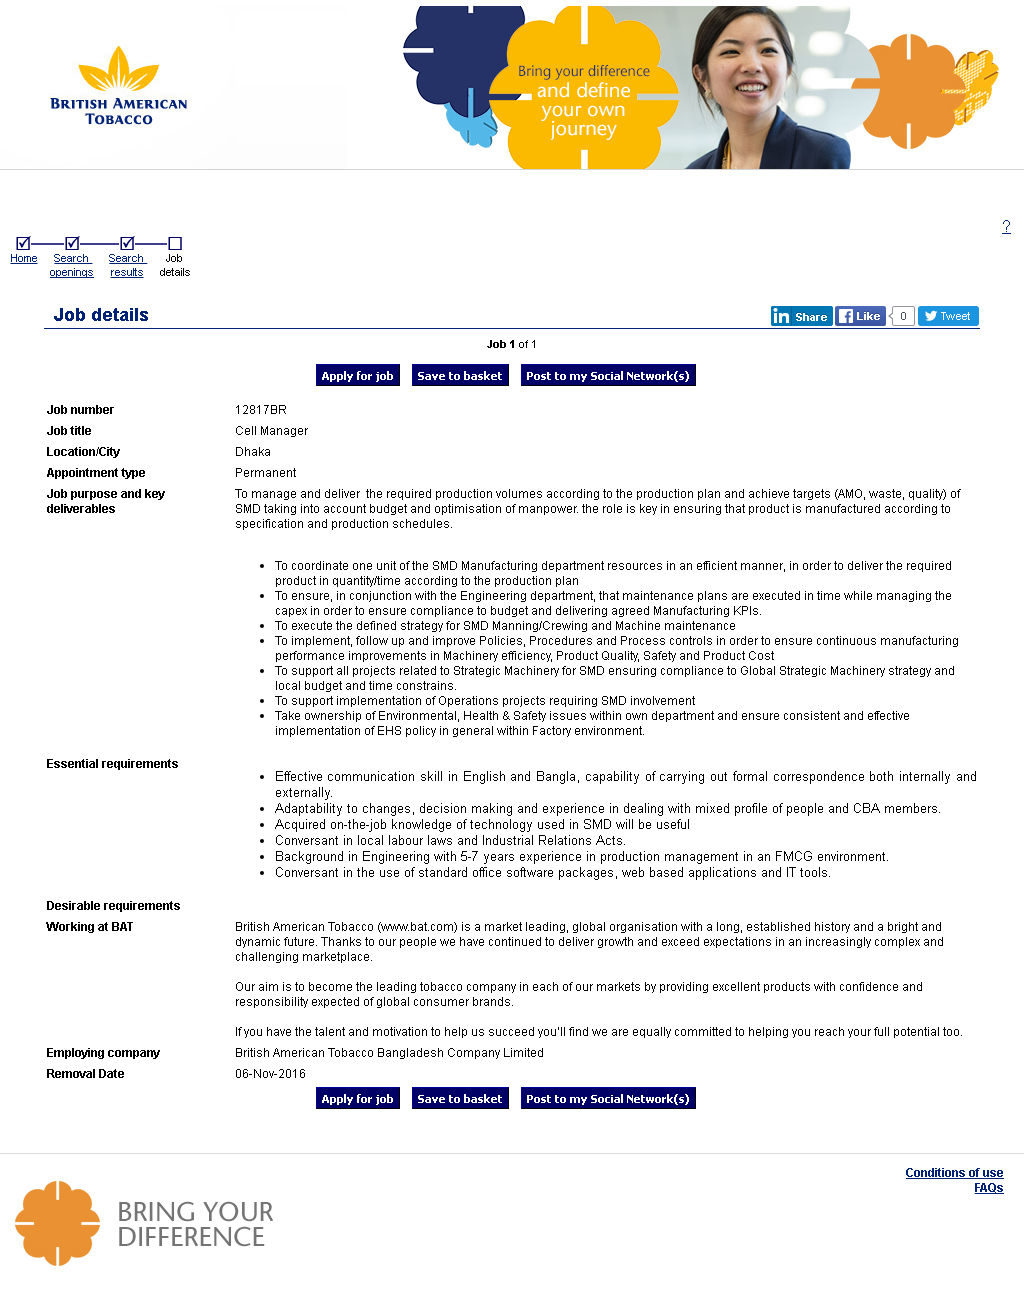 BRITISH AMERICAN
TOBACCO
Bring your difference
and define
your own
journey
?
Home
Search openings
Search results
Job details
Job details
in Share
Like
0
Tweet
Job 1 of 1
Apply for job
Save to basket
Post to my Social Network(s)
Job number 12817BR
Job title Cell Manager
Location/City Dhaka
Appointment type Permanent
Job purpose and key deliverables
To manage and deliver the required production volumes according to the production plan and achieve targets (AMO, waste, quality) of
SMD taking into account budget and optimisation of manpower. the role is key in ensuring that product is manufactured according to
specification and production schedules.
• To coordinate one unit of the SMD Manufacturing department resources in an efficient manner, in order to deliver the required
product in quantity/time according to the production plan
• To ensure, in conjunction with the Engineering department, that maintenance plans are executed in time while managing the
capex in order to ensure compliance to budget and delivering agreed Manufacturing KPIs.
• To execute the defined strategy for SMD Manning/Crewing and Machine maintenance
• To implement, follow up and improve Policies, Procedures and Process controls in order to ensure continuous manufacturing
performance improvements in Machinery efficiency, Product Quality, Safety and Product Cost
• To support all projects related to Strategic Machinery for SMD ensuring compliance to Global Strategic Machinery strategy and
local budget and time constrains.
• To support implementation of Operations projects requiring SMD involvement
• Take ownership of Environmental, Health & Safety issues within own department and ensure consistent and effective
implementation of EHS policy in general within Factory environment.
Essential requirements
• Effective communication skill in English and Bangla, capability of carrying out formal correspondence both internally and
externally.
• Adaptability to changes, decision making and experience in dealing with mixed profile of people and CBA members.
• Acquired on-the-job knowledge of technology used in SMD will be useful
• Conversant in local labour laws and Industrial Relations Acts.
• Background in Engineering with 5-7 years experience in production management in an FMCG environment.
• Conversant in the use of standard office software packages, web based applications and IT tools.
Desirable requirements
Working at BAT
British American Tobacco (www.bat.com) is a market leading, global organisation with a long, established history and a bright and
dynamic future. Thanks to our people we have continued to deliver growth and exceed expectations in an increasingly complex and
challenging marketplace.
Our aim is to become the leading tobacco company in each of our markets by providing excellent products with confidence and
responsibility expected of global consumer brands.
If you have the talent and motivation to help us succeed you'll find we are equally committed to helping you reach your full potential too.
Employing company British American Tobacco Bangladesh Company Limited
Removal Date 06-Nov-2016
Apply for job
Save to basket
Post to my Social Network(s)
Conditions of use
FAQs
BRING YOUR
DIFFERENCE